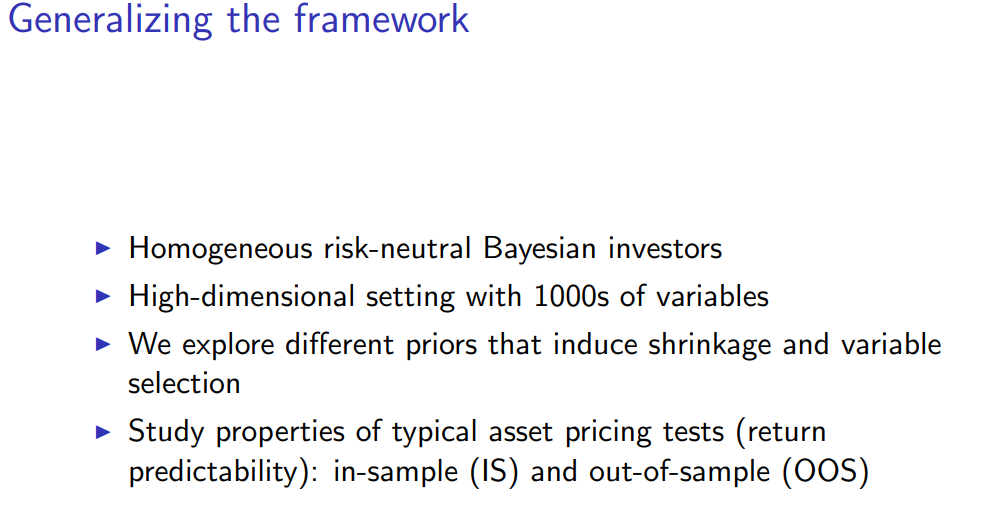 Generalizing the framework
▶ Homogeneous risk-neutral Bayesian investors
▶ High-dimensional setting with 1000s of variables
▶ We explore different priors that induce shrinkage and variable
selection
▶ Study properties of typical asset pricing tests (return
predictability): in-sample (IS) and out-of-sample (OOS)